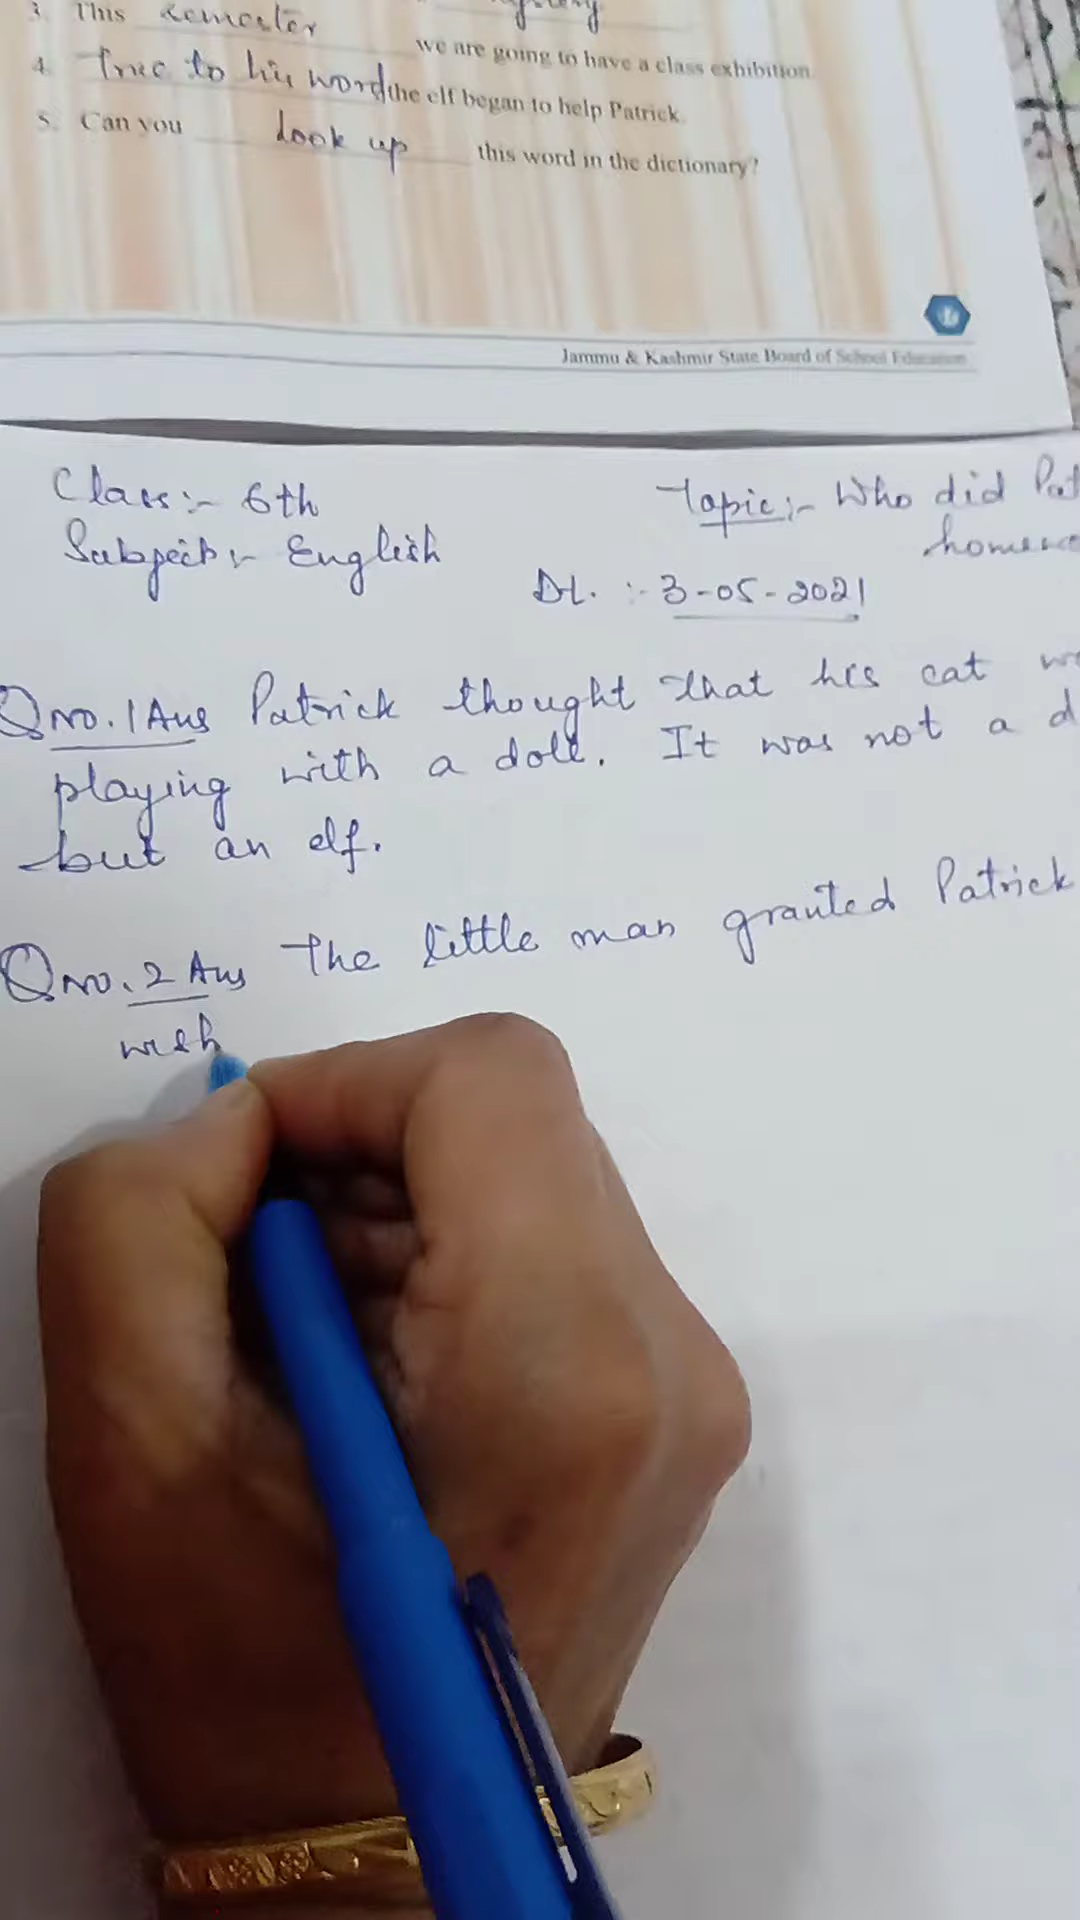 3. This semester we are going to have a class exhibition
4. True to his word the elf began to help Patrick.
5. Can you look up this word in the dictionary?
Jammu & Kashmir State Board of School Education
Class:- 6th
Topic:- Who did Pat
Subject:- English
homewo
Dt. :- 3-05-2021
Q no. 1 Ans Patrick thought that his cat w
playing with a doll. It was not a d
but an elf.
Q no. 2 Ans The little man granted Patrick
wish